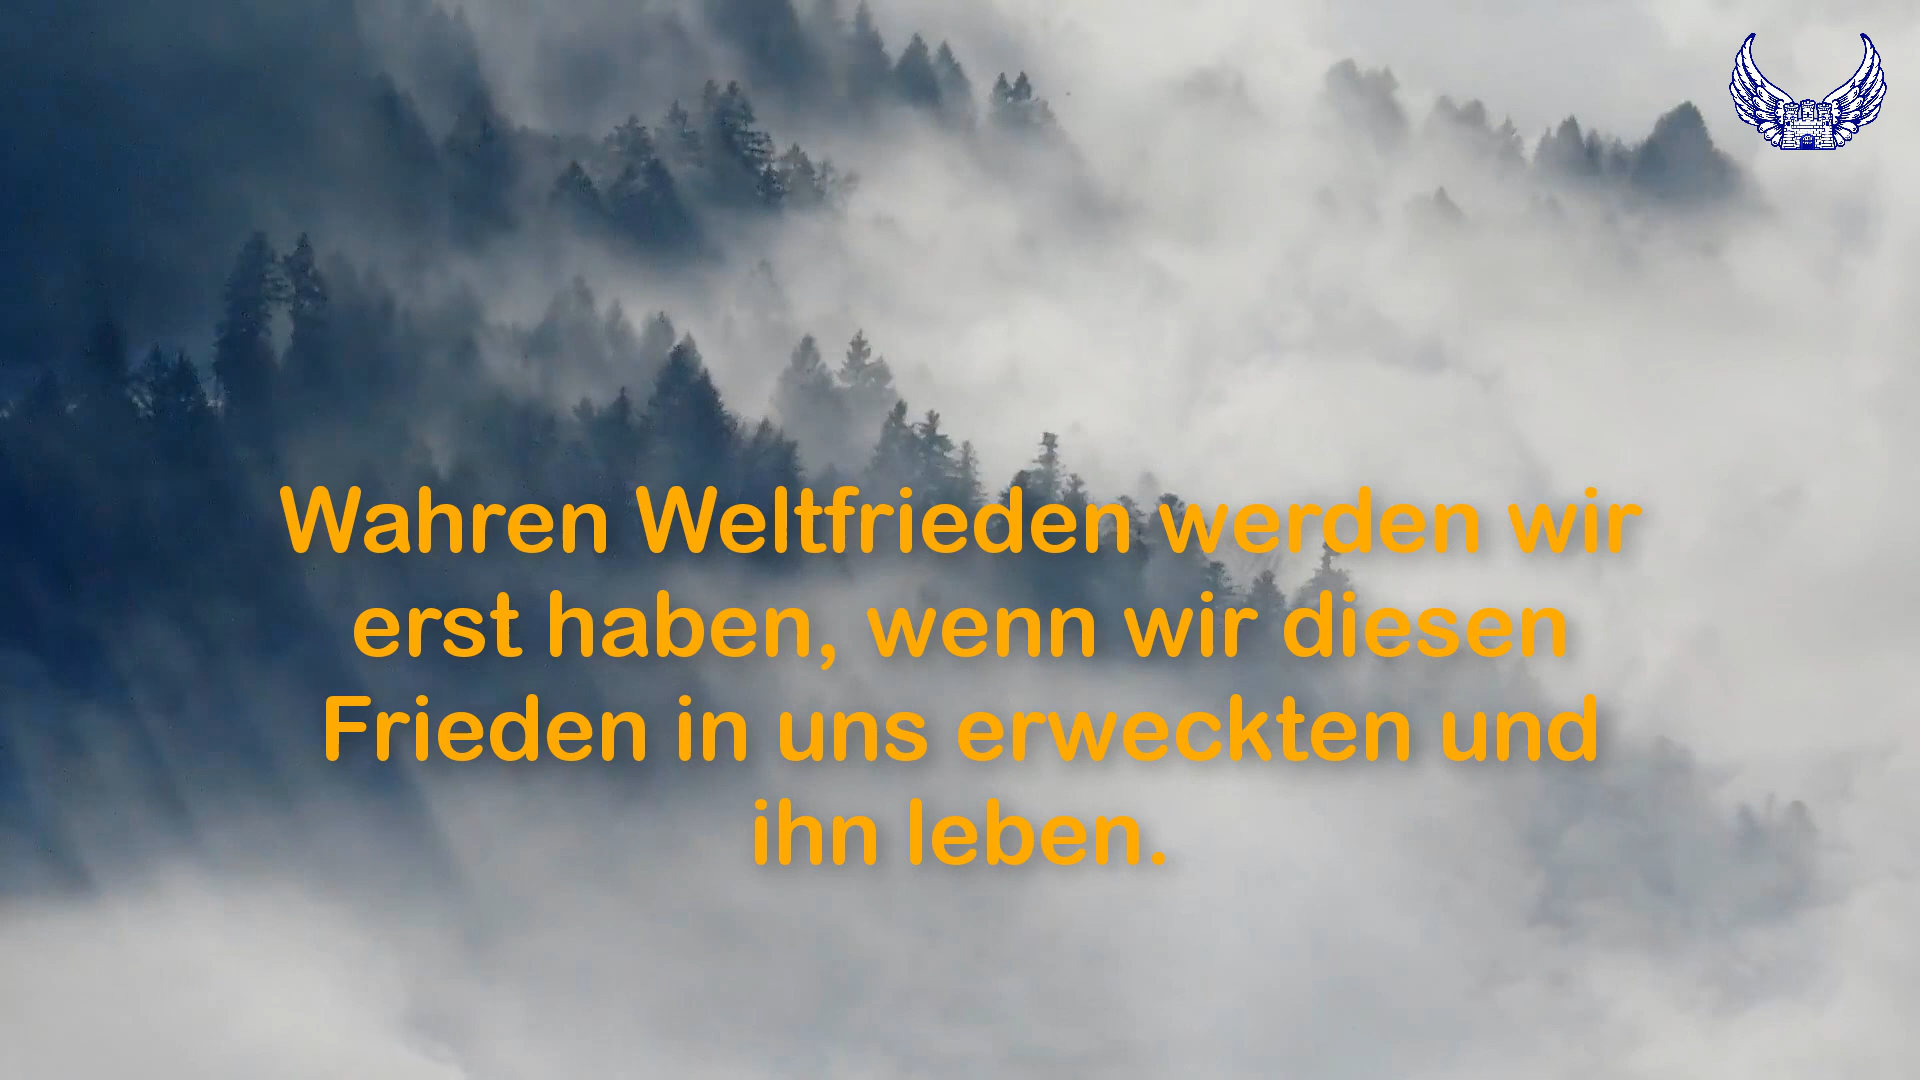 Wahren Weltfrieden werden wir
erst haben, wenn wir diesen
Frieden in uns erweckten und
ihn leben.